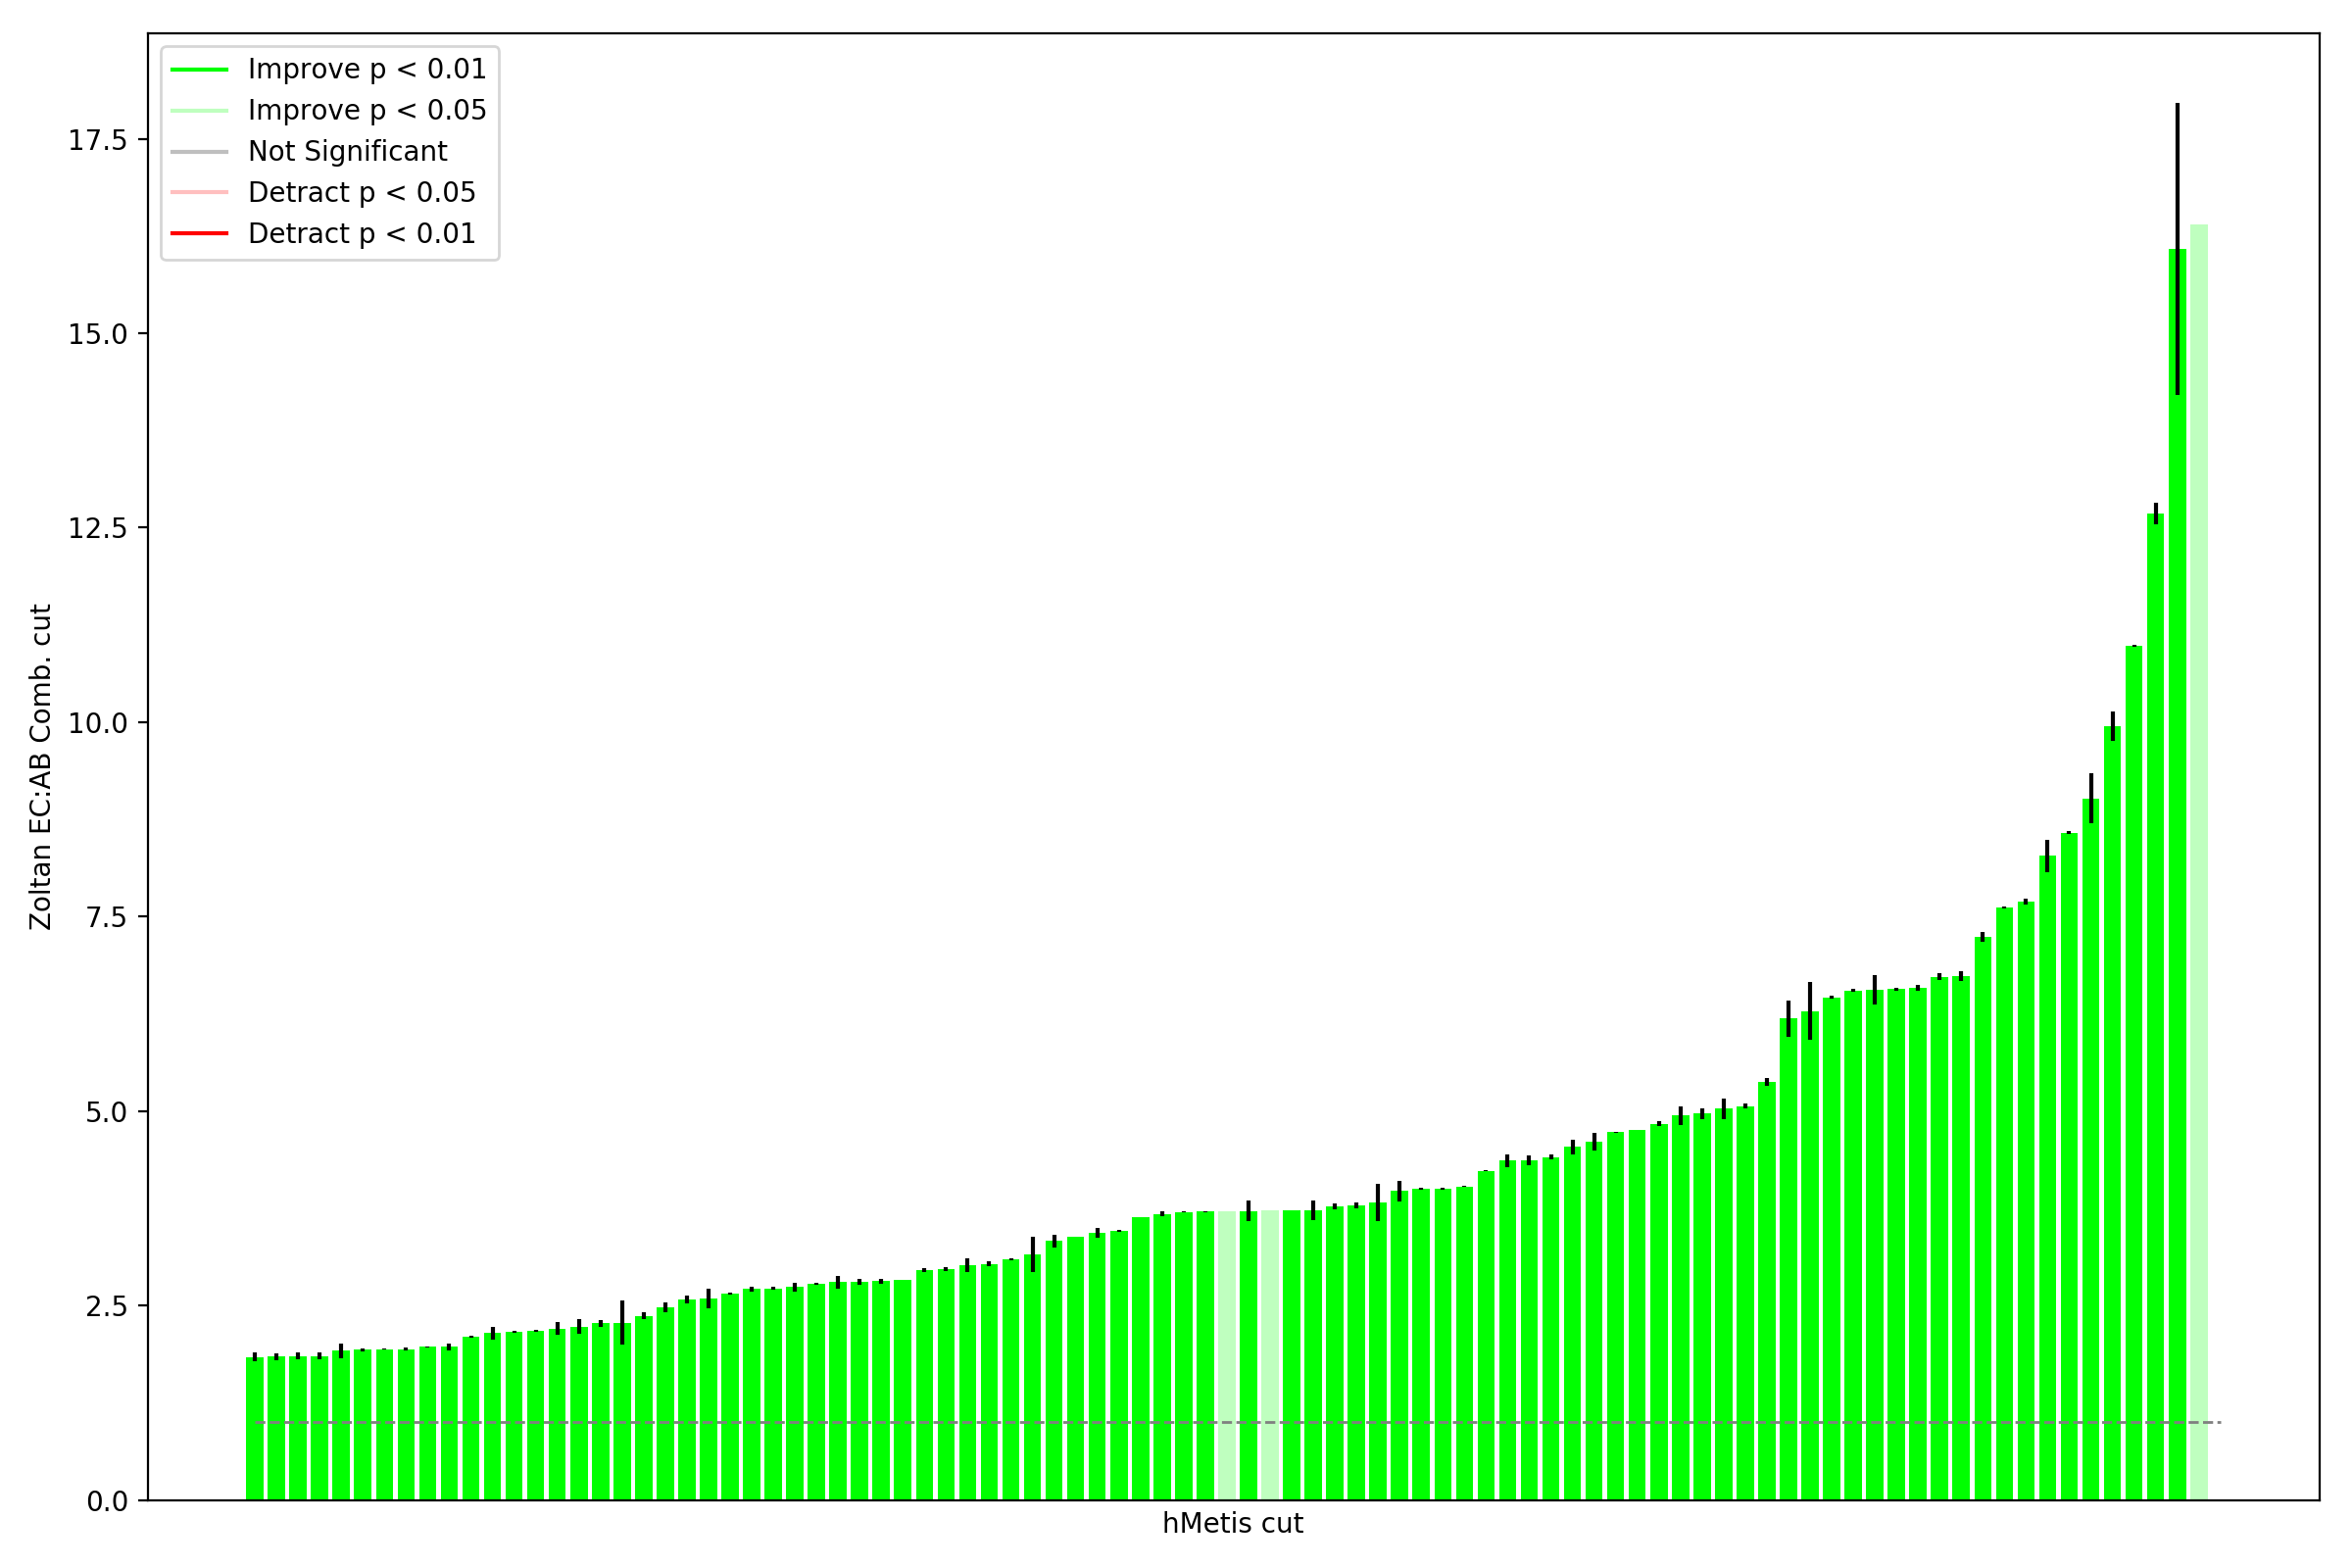 Improve p < 0.01
Improve p < 0.05
Not Significant
Detract p < 0.05
Detract p < 0.01
17.5
15.0
12.5
10.0
7.5
5.0
2.5
0.0
Zoltan EC:AB Comb. cut
hMetis cut